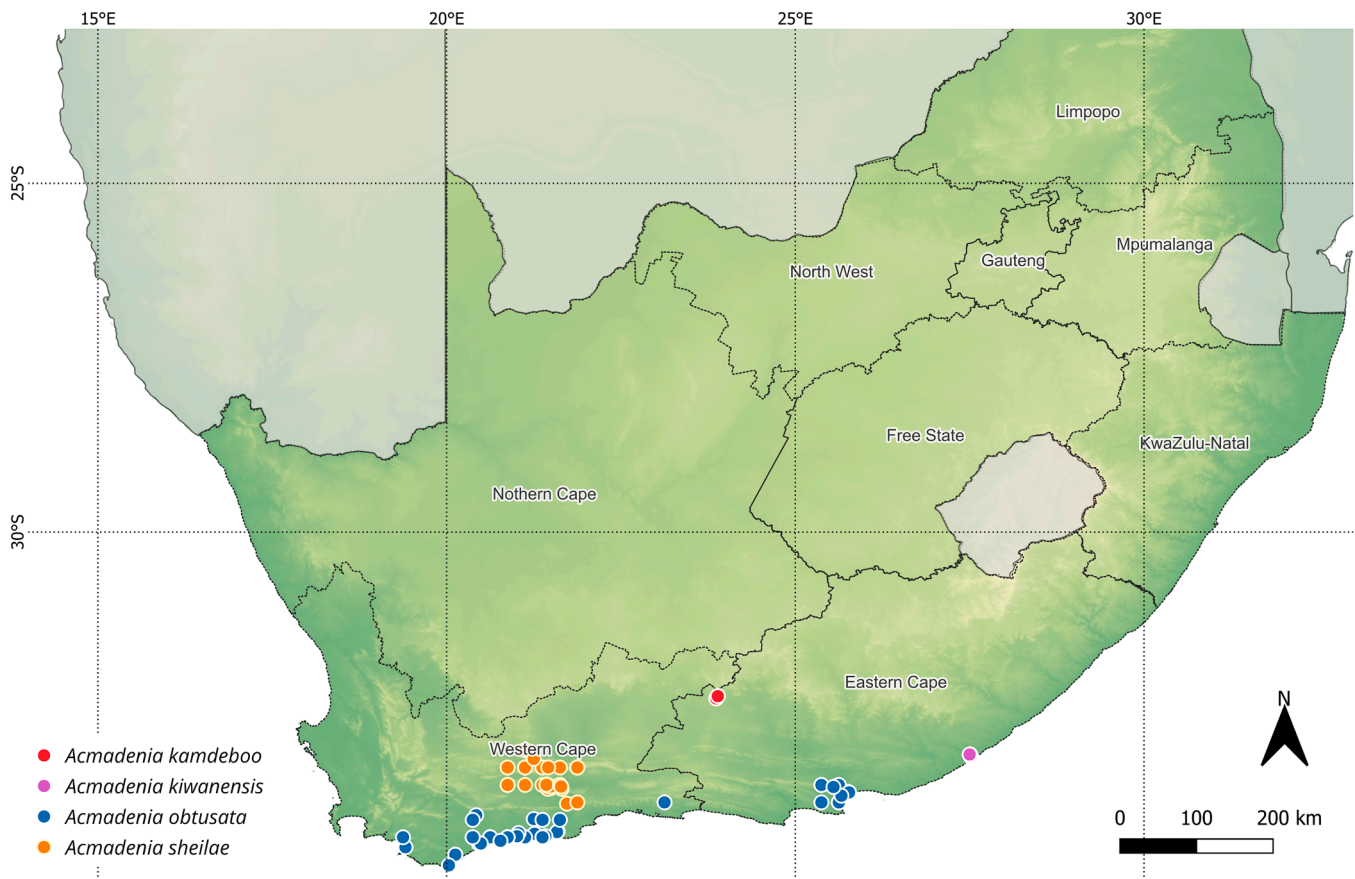 15°E 20°E 25°E 30°E
Limpopo
25°S
Mpumalanga
Gauteng
North West
Free State
KwaZulu-Natal
Nothern Cape
30°S
Eastern Cape
N
Western Cape
Acmadenia kamdeboo
Acmadenia kiwanensis
Acmadenia obtusata
Acmadenia sheilae
0 100 200 km